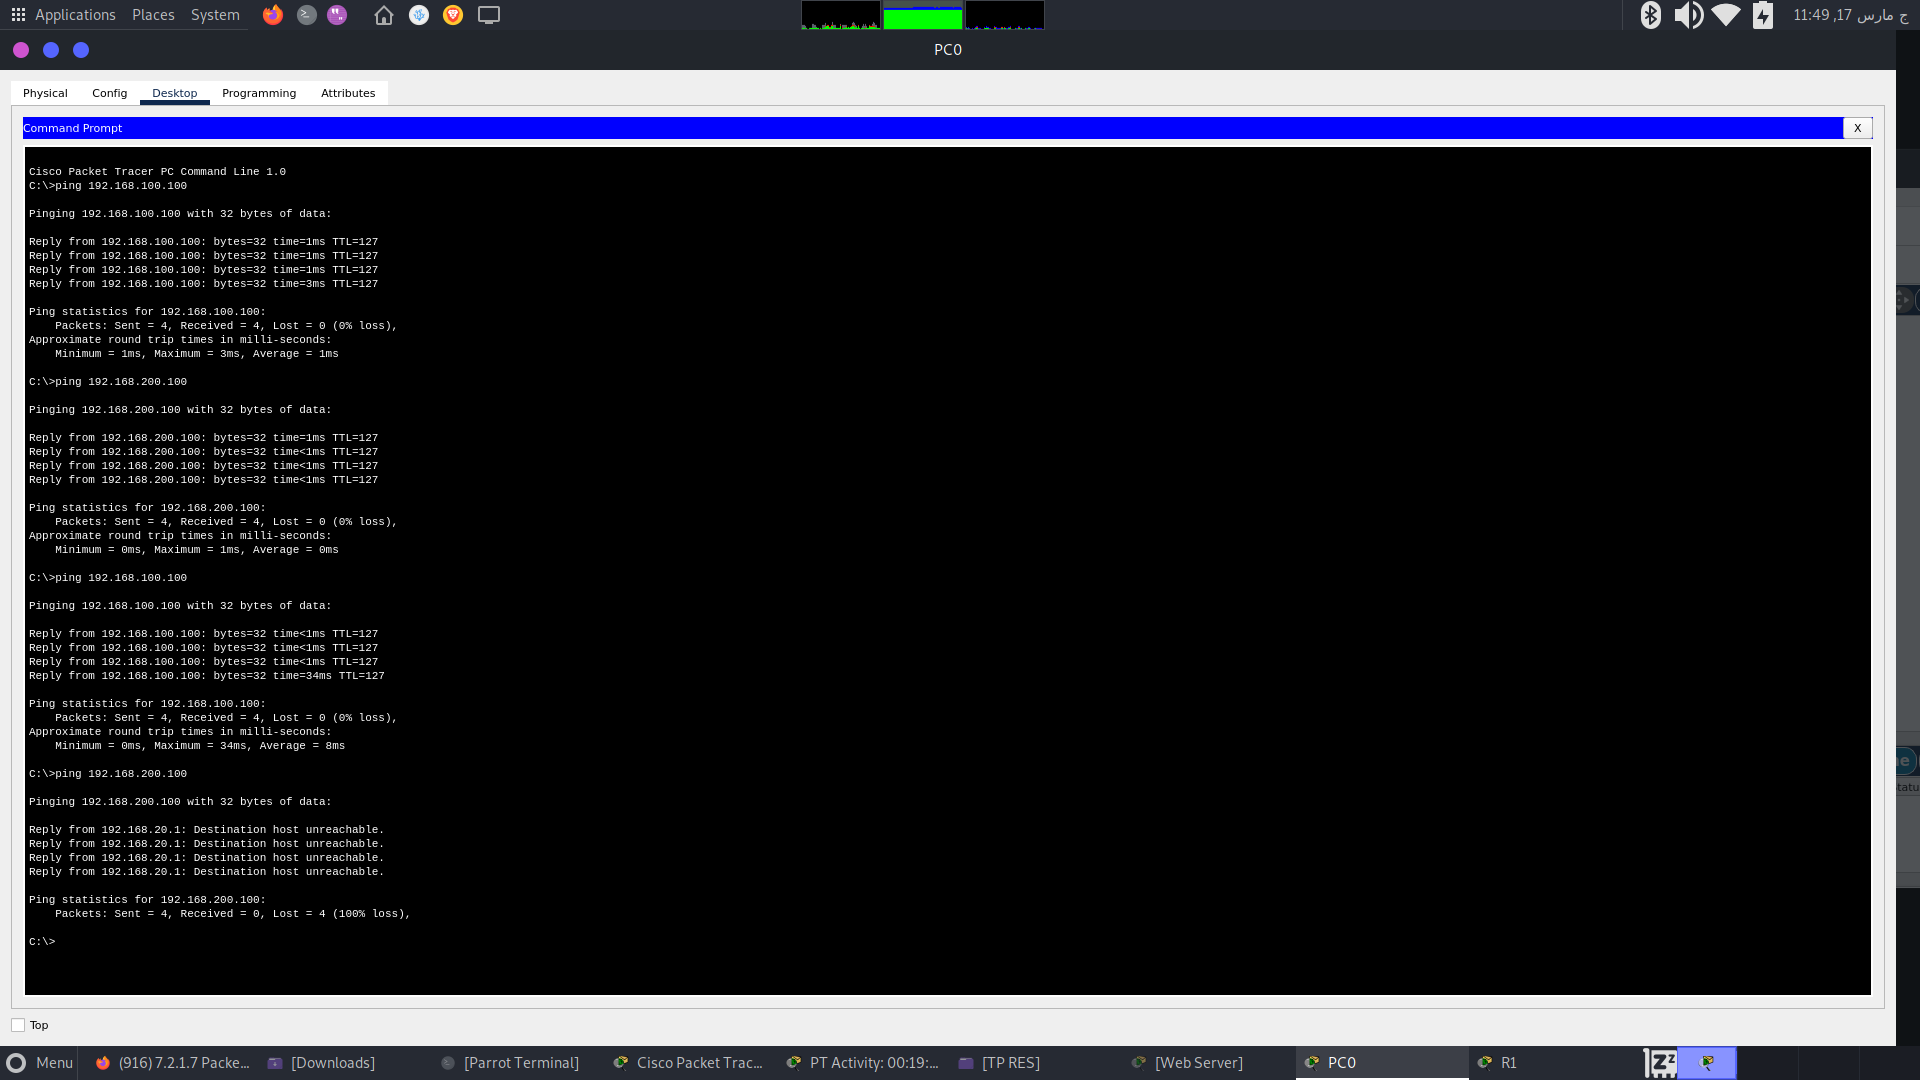 Applications Places System
11:49 ,17 مارس ج
PC0
Physical Config Desktop Programming Attributes
Command Prompt
X
Cisco Packet Tracer PC Command Line 1.0
C:\>ping 192.168.100.100
Pinging 192.168.100.100 with 32 bytes of data:
Reply from 192.168.100.100: bytes=32 time=1ms TTL=127
Reply from 192.168.100.100: bytes=32 time=1ms TTL=127
Reply from 192.168.100.100: bytes=32 time=1ms TTL=127
Reply from 192.168.100.100: bytes=32 time=3ms TTL=127
Ping statistics for 192.168.100.100:
Packets: Sent = 4, Received = 4, Lost = 0 (0% loss),
Approximate round trip times in milli-seconds:
Minimum = 1ms, Maximum = 3ms, Average = 1ms
C:\>ping 192.168.200.100
Pinging 192.168.200.100 with 32 bytes of data:
Reply from 192.168.200.100: bytes=32 time=1ms TTL=127
Reply from 192.168.200.100: bytes=32 time<1ms TTL=127
Reply from 192.168.200.100: bytes=32 time<1ms TTL=127
Reply from 192.168.200.100: bytes=32 time<1ms TTL=127
Ping statistics for 192.168.200.100:
Packets: Sent = 4, Received = 4, Lost = 0 (0% loss),
Approximate round trip times in milli-seconds:
Minimum = 0ms, Maximum = 1ms, Average = 0ms
C:\>ping 192.168.100.100
Pinging 192.168.100.100 with 32 bytes of data:
Reply from 192.168.100.100: bytes=32 time<1ms TTL=127
Reply from 192.168.100.100: bytes=32 time<1ms TTL=127
Reply from 192.168.100.100: bytes=32 time<1ms TTL=127
Reply from 192.168.100.100: bytes=32 time=34ms TTL=127
Ping statistics for 192.168.100.100:
Packets: Sent = 4, Received = 4, Lost = 0 (0% loss),
Approximate round trip times in milli-seconds:
Minimum = 0ms, Maximum = 34ms, Average = 8ms
C:\>ping 192.168.200.100
Pinging 192.168.200.100 with 32 bytes of data:
Reply from 192.168.20.1: Destination host unreachable.
Reply from 192.168.20.1: Destination host unreachable.
Reply from 192.168.20.1: Destination host unreachable.
Reply from 192.168.20.1: Destination host unreachable.
Ping statistics for 192.168.200.100:
Packets: Sent = 4, Received = 0, Lost = 4 (100% loss),
C:\>
Top
Menu (916) 7.2.1.7 Packe... [Downloads] [Parrot Terminal] Cisco Packet Trac... PT Activity: 00:19:... [TP RES] [Web Server] PC0 R1